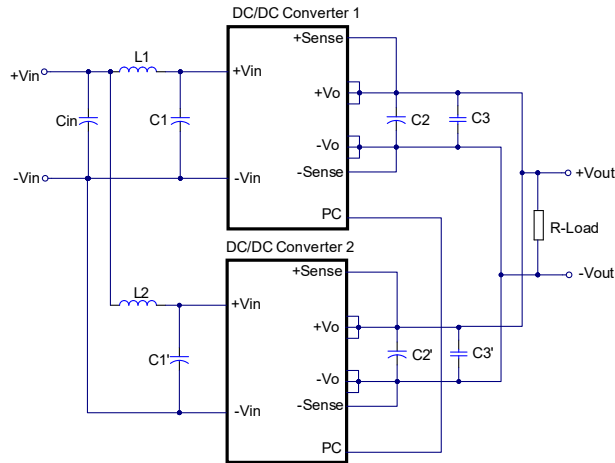 DC/DC Converter 1
+Sense
+Vin
L1
+Vin
+Vo
Cin
C1
C2
C3
-Vo
-Vin
-Vin
-Sense
+Vout
PC
R-Load
DC/DC Converter 2
+Sense
-Vout
L2
+Vin
+Vo
C1'
C2'
C3'
-Vo
-Vin
-Sense
PC